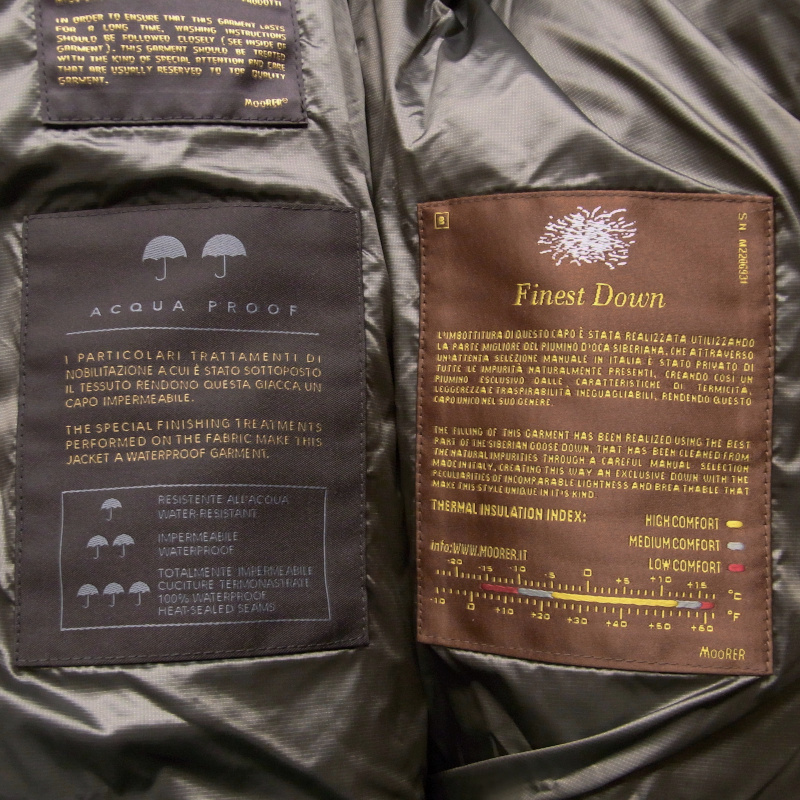 PRODOTTI
IN ORDER TO ENSURE THAT THIS GARMENT LASTS
FOR A LONG TIME, WASHING INSTRUCTIONS
SHOULD BE FOLLOWED CLOSELY (SEE INSIDE OF
GARMENT). THIS GARMENT SHOULD BE TREATED
WITH THE KIND OF SPECIAL ATTENTION AND CARE
THAT ARE USUALLY RESERVED TO TOP QUALITY
GARMENT.
MOORER®
ACQUA PROOF
I PARTICOLARI TRATTAMENTI DI
NOBILITAZIONE A CUI È STATO SOTTOPOSTO
IL TESSUTO RENDONO QUESTA GIACCA UN
CAPO IMPERMEABILE.
THE SPECIAL FINISHING TREATMENTS
PERFORMED ON THE FABRIC MAKE THIS
JACKET A WATERPROOF GARMENT.
RESISTENTE ALL'ACQUA
WATER-RESISTANT
IMPERMEABILE
WATERPROOF
TOTALMENTE IMPERMEABILE
CUCITURE TERMONASTRATE
100% WATERPROOF
HEAT-SEALED SEAMS
8
Finest Down
L'IMBOTTITURA DI QUESTO CAPO È STATA REALIZZATA UTILIZZANDO
LA PARTE MIGLIORE DEL PIUMINO D'OCA SIBERIANA, CHE ATTRAVERSO
UN'ATTENTA SELEZIONE MANUALE IN ITALIA È STATO PRIVATO DI
TUTTE LE IMPURITÀ NATURALMENTE PRESENTI, CREANDO COSÌ UN
PIUMINO ESCLUSIVO DALLE CARATTERISTICHE DI TERMICITÀ,
LEGGEREZZA E TRASPIRABILITÀ INEGUAGLIABILI, RENDENDO QUESTO
CAPO UNICO NEL SUO GENERE.
THE FILLING OF THIS GARMENT HAS BEEN REALIZED USING THE BEST
PART OF THE SIBERIAN GOOSE DOWN, THAT HAS BEEN CLEANED FROM
THE NATURAL IMPURITIES THROUGH A CAREFUL MANUAL SELECTION
MADE IN ITALY, CREATING THIS WAY AN EXCLUSIVE DOWN WITH THE
PECULIARITIES OF INCOMPARABLE LIGHTNESS AND BREATHABLE THAT
MAKE THIS STYLE UNIQUE IN IT'S KIND.
THERMAL INSULATION INDEX:
HIGH COMFORT
MEDIUM COMFORT
info: WWW.MOORER.IT
LOW COMFORT
-20 -15 -10 -5 0 +5 +10 +15
°C
°F
-10 0 +10 +20 +30 +40 +50 +60
MOORER